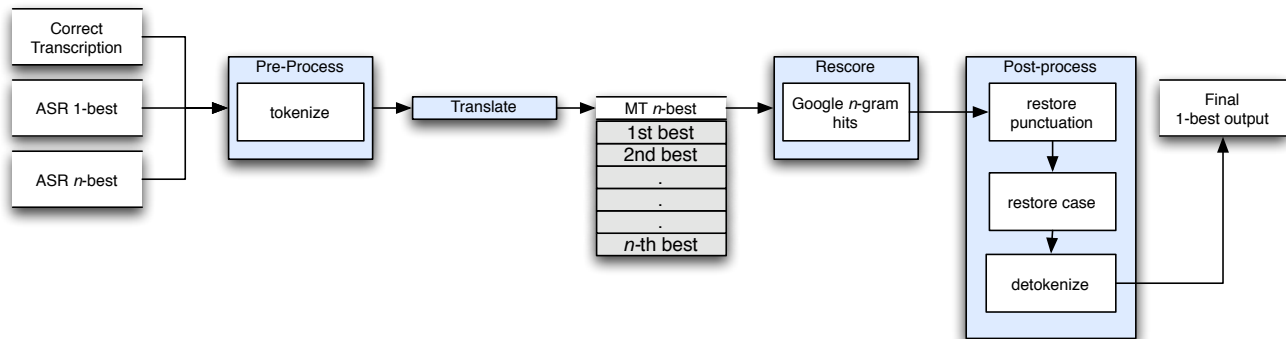 Correct
Transcription
ASR 1-best
ASR n-best
Pre-Process
tokenize
Translate
MT n-best
1st best
2nd best
.
.
.
n-th best
Rescore
Google n-gram
hits
Post-process
restore
punctuation
restore case
detokenize
Final
1-best output